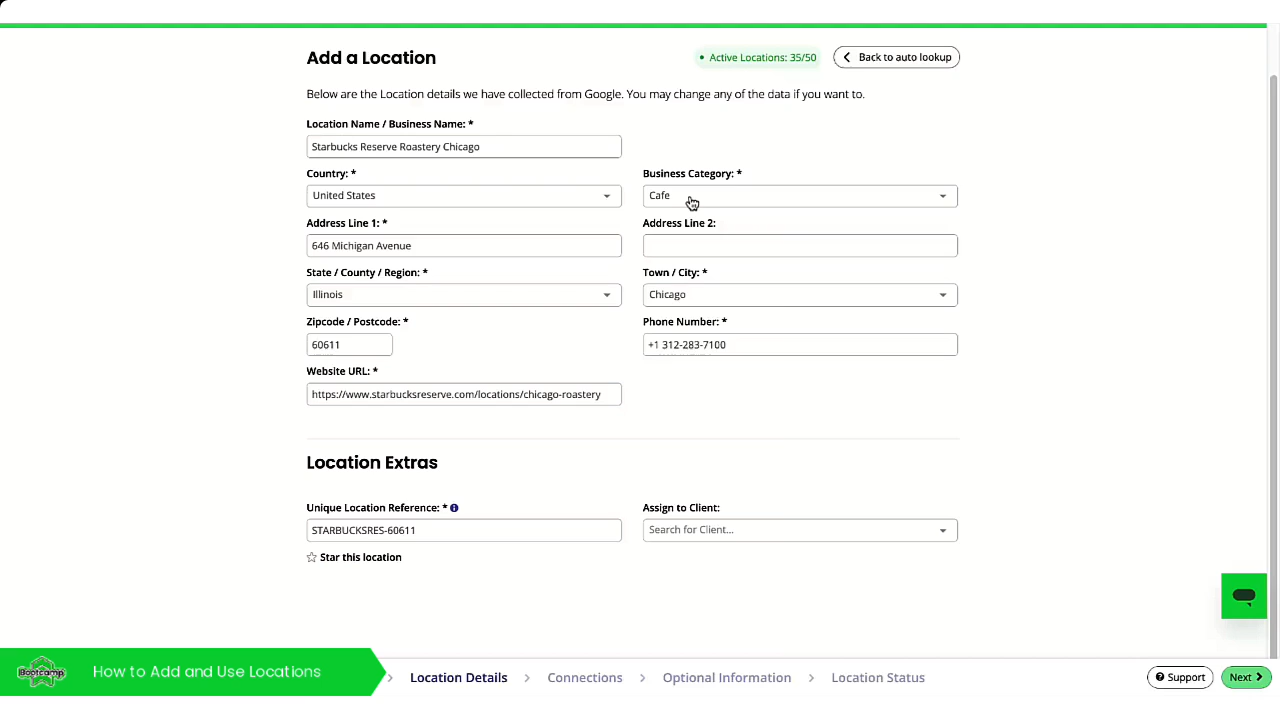 Add a Location
• Active Locations: 35/50
Back to auto lookup
Below are the Location details we have collected from Google. You may change any of the data if you want to.
Location Name / Business Name: *
Starbucks Reserve Roastery Chicago
Country: *
Business Category: *
United States
Cafe
Address Line 1: *
Address Line 2:
646 Michigan Avenue
State / County / Region: *
Town / City: *
Illinois
Chicago
Zipcode / Postcode: *
Phone Number: *
60611
+1 312-283-7100
Website URL: *
https://www.starbucksreserve.com/locations/chicago-roastery
Location Extras
Unique Location Reference: *
Assign to Client:
STARBUCKSRES-60611
Search for Client...
Star this location
Bootcamp
How to Add and Use Locations
Location Details
Connections
Optional Information
Location Status
Support
Next